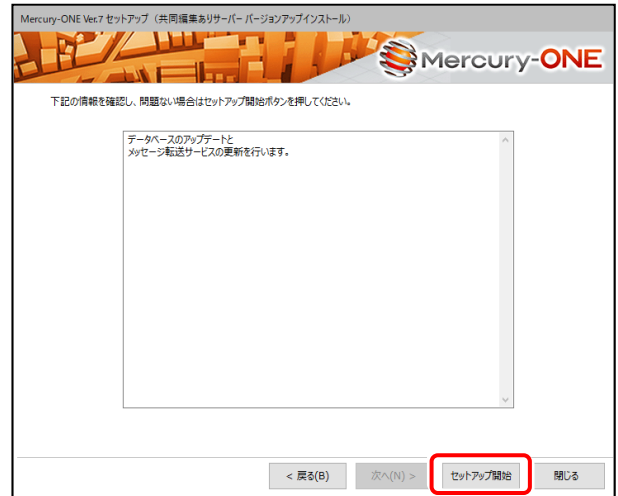 Mercury-ONE Ver.7 セットアップ（共同編集ありサーバー バージョンアップインストール）
Mercury-ONE
下記の情報を確認し、問題ない場合はセットアップ開始ボタンを押してください。
データベースのアップデートと
メッセージ転送サービスの更新を行います。
< 戻る(B)
次へ(N) >
セットアップ開始
閉じる